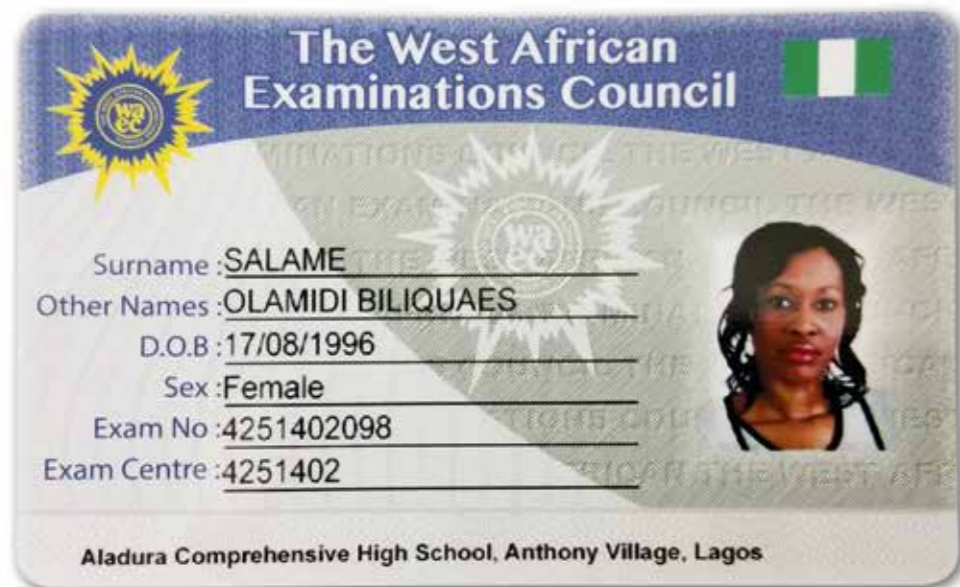 The West African
Examinations Council
Surname :SALAME
Other Names :OLAMIDI BILIQUAES
D.O.B :17/08/1996
Sex :Female
Exam No :4251402098
Exam Centre :4251402
Aladura Comprehensive High School, Anthony Village, Lagos